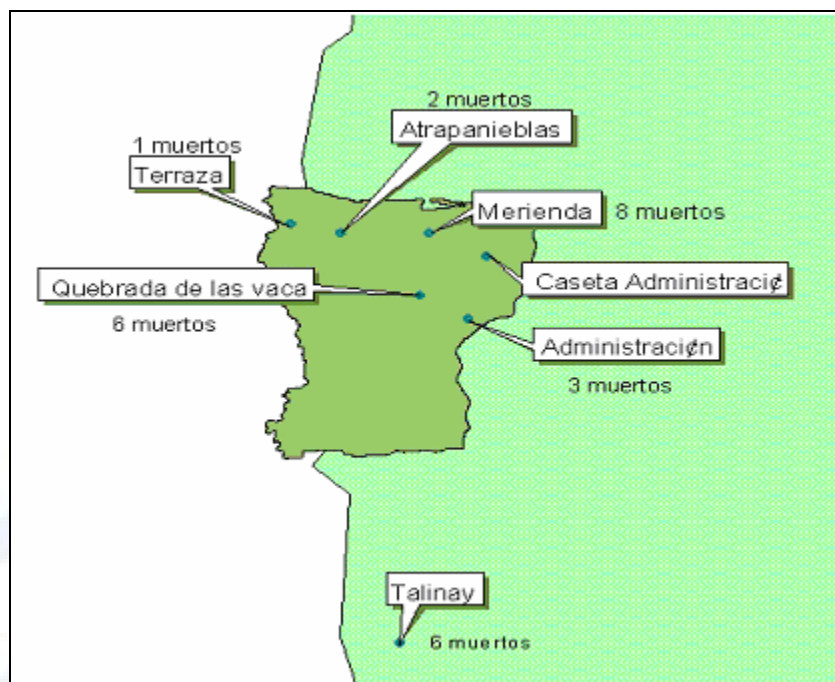 2 muertos
Atrapanieblas
1 muertos
Terraza
Merienda
8 muertos
Quebrada de las vaca
6 muertos
Caseta Administraci¢
Administraci¢n
3 muertos
Talinay
6 muertos